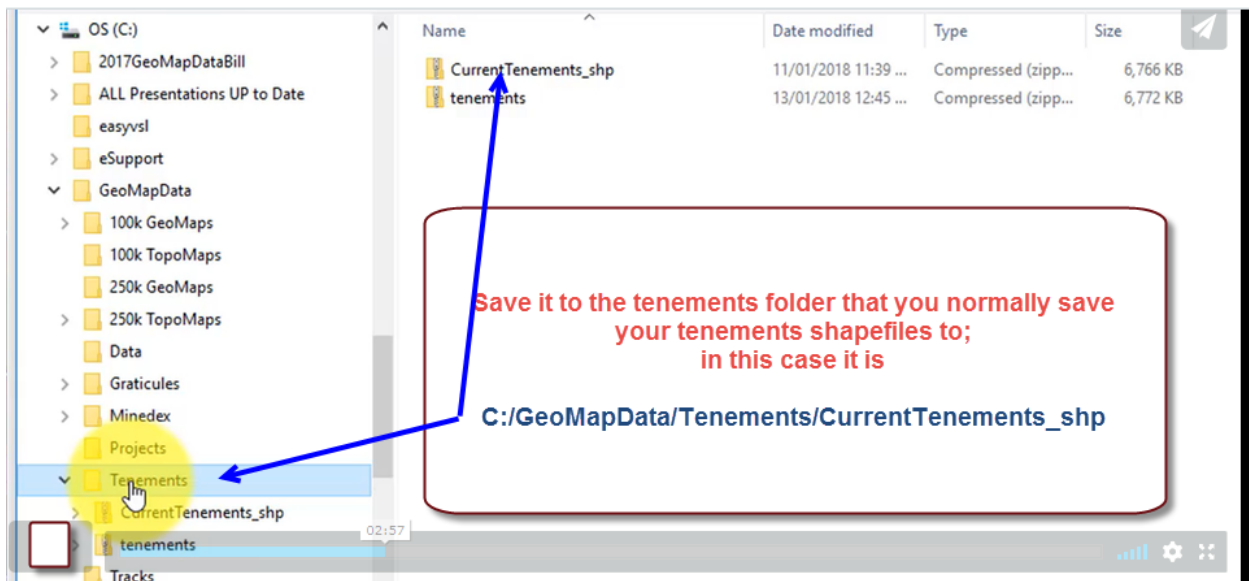 OS (C:)
2017GeoMapDataBill
ALL Presentations UP to Date
easyvsl
eSupport
GeoMapData
100k GeoMaps
100k TopoMaps
250k GeoMaps
250k TopoMaps
Data
Graticules
Minedex
Projects
Tenements
CurrentTenements_shp
tenements
Tracks
Name Date modified Type Size
CurrentTenements_shp 11/01/2018 11:39 ... Compressed (zipp... 6,766 KB
tenements 13/01/2018 12:45 ... Compressed (zipp... 6,772 KB
Save it to the tenements folder that you normally save
your tenements shapefiles to;
in this case it is
C:/GeoMapData/Tenements/CurrentTenements_shp
02:57